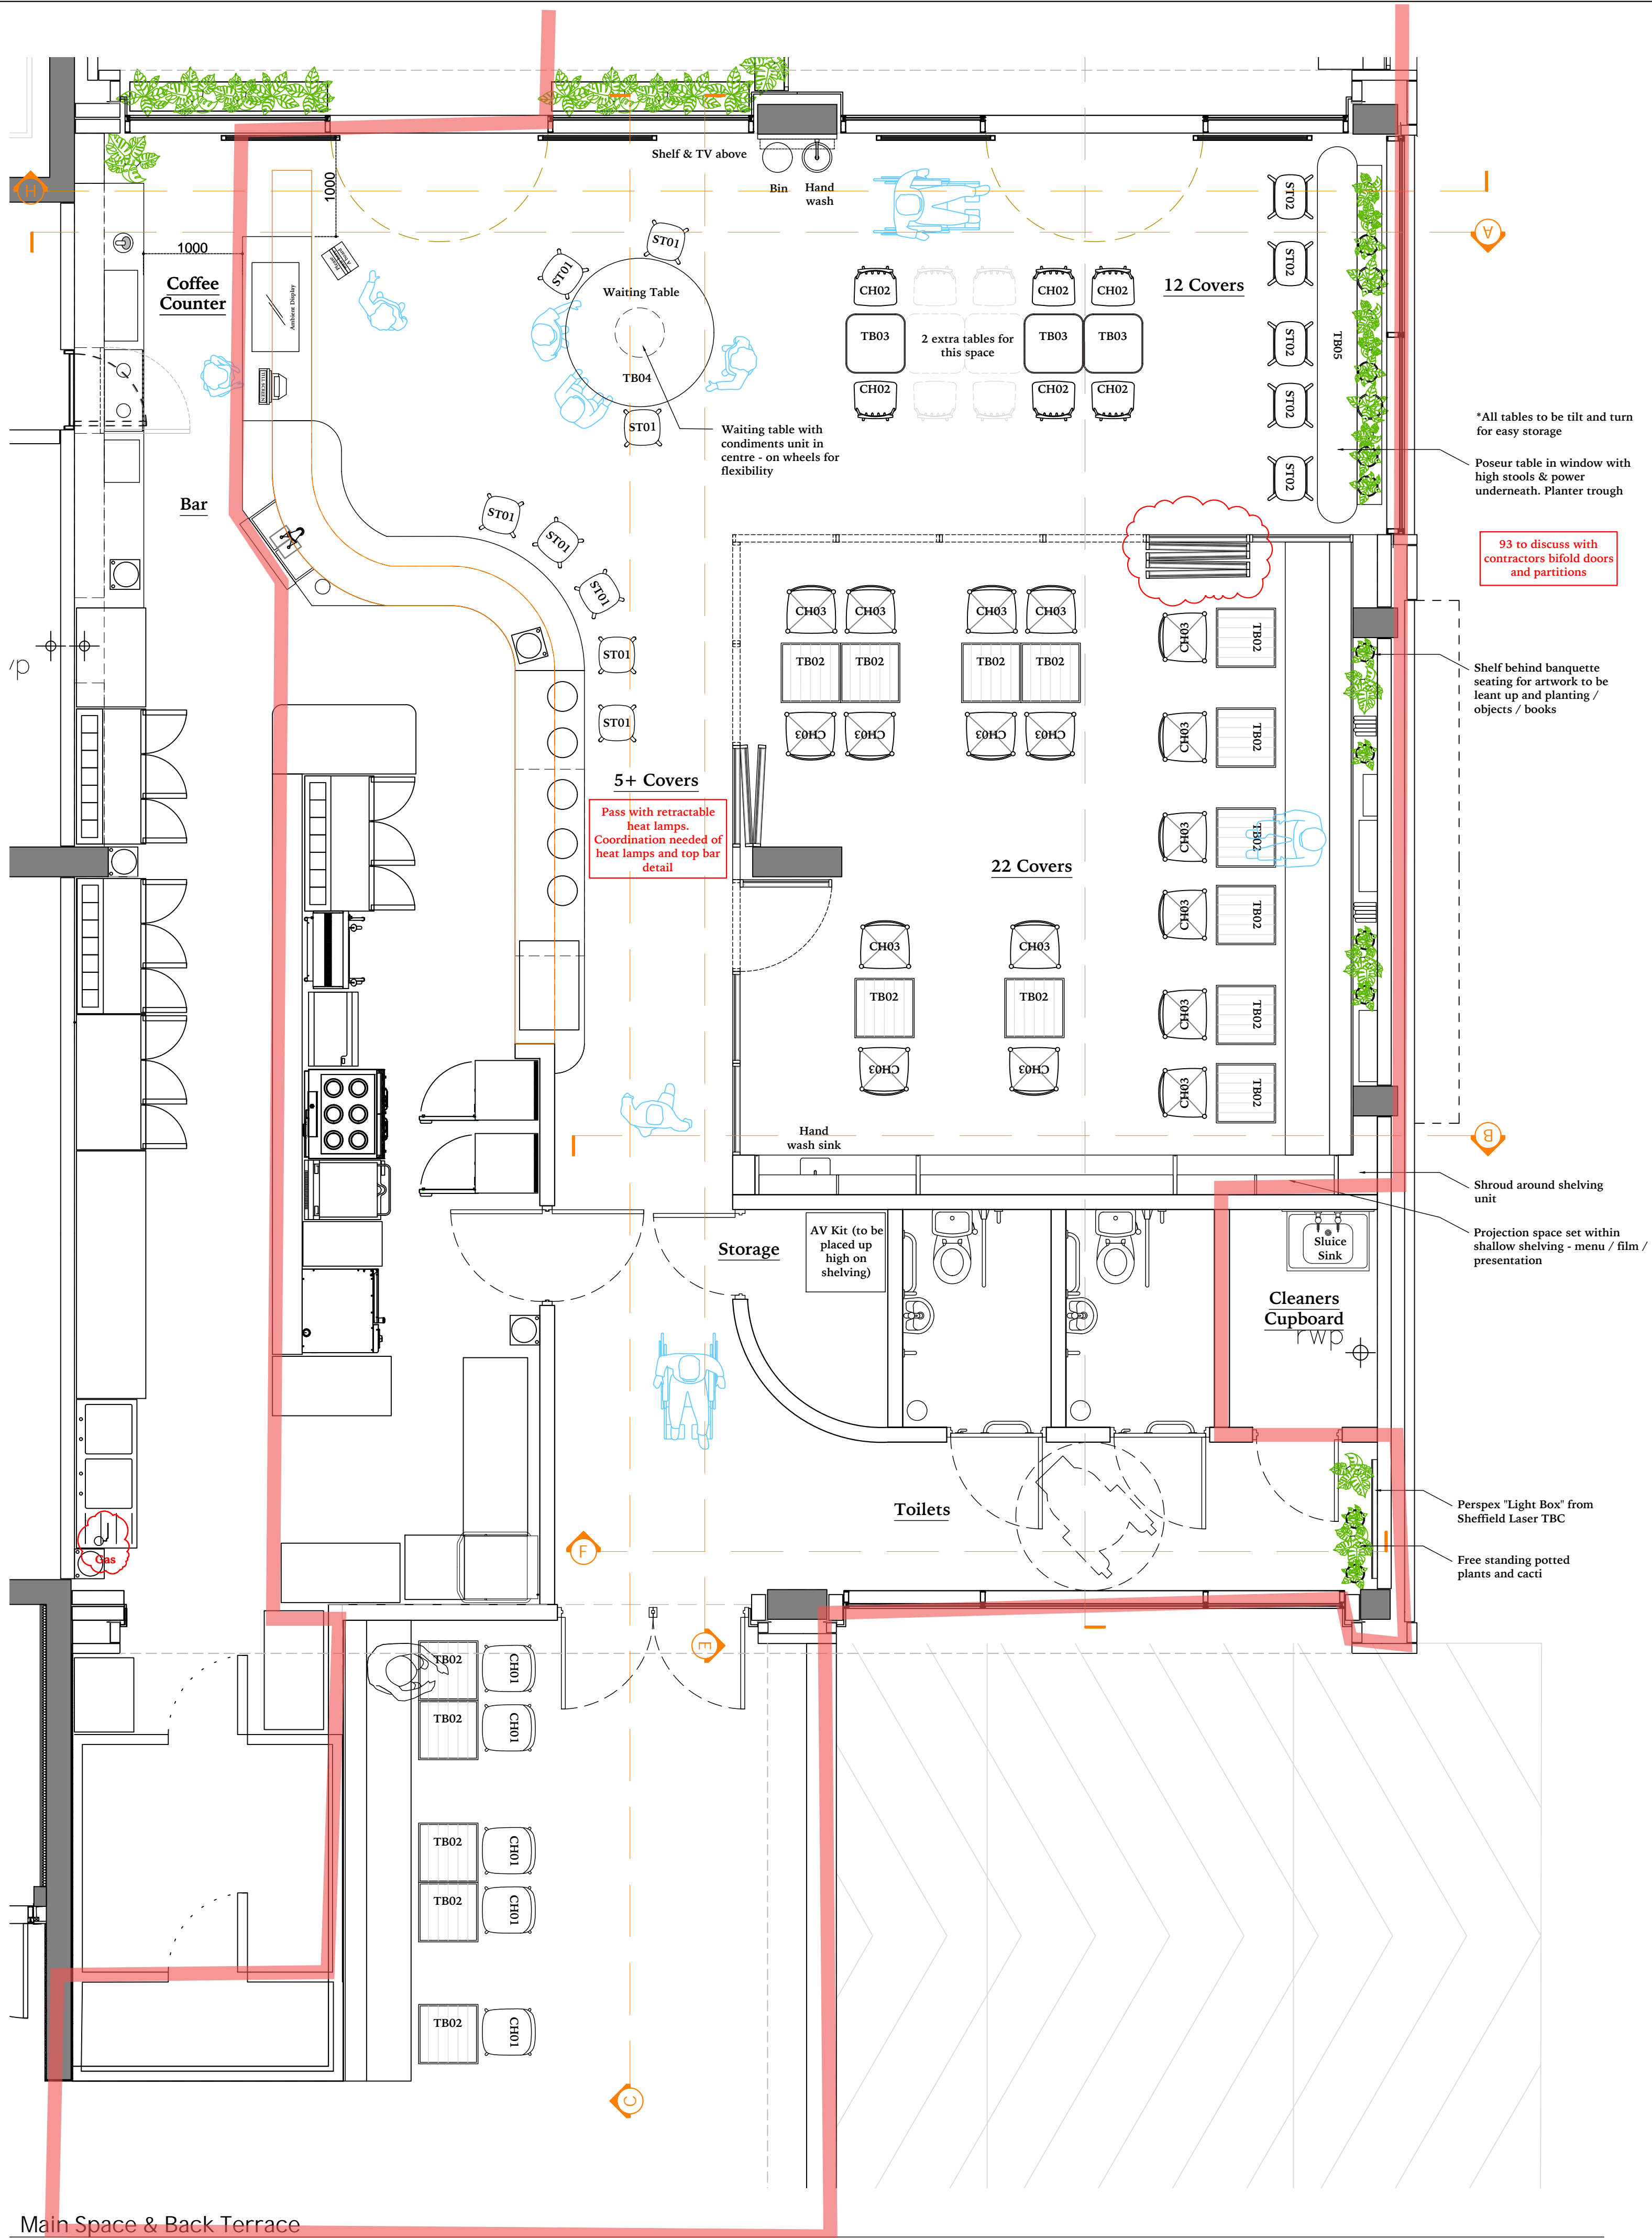 Shelf & TV above
Bin
Hand
wash
H
A
1000
1000
Coffee
Counter
Ambient Display
ST01
ST01
Waiting Table
TB04
ST01
Waiting table with
condiments unit in
centre - on wheels for
flexibility
CH02
CH02
CH02
TB03
2 extra tables for
this space
TB03
TB03
CH02
CH02
CH02
12 Covers
ST02
ST02
ST02
ST02
ST02
TB05
*All tables to be tilt and turn
for easy storage
Poseur table in window with
high stools & power
underneath. Planter trough
93 to discuss with
contractors bifold doors
and partitions
Bar
ST01
ST01
ST01
ST01
ST01
5+ Covers
Pass with retractable
heat lamps.
Coordination needed of
heat lamps and top bar
detail
CH03
CH03
CH03
CH03
TB02
TB02
TB02
TB02
CH03
CH03
CH03
CH03
CH03
TB02
CH03
TB02
CH03
TB02
CH03
TB02
CH03
TB02
CH03
TB02
22 Covers
CH03
CH03
TB02
TB02
CH03
CH03
Shelf behind banquette
seating for artwork to be
leant up and planting /
objects / books
Hand
wash sink
B
Shroud around shelving
unit
Projection space set within
shallow shelving - menu / film /
presentation
Storage
AV Kit (to be
placed up
high on
shelving)
Sluice
Sink
Cleaners
Cupboard
rwp
Toilets
Perspex "Light Box" from
Sheffield Laser TBC
Free standing potted
plants and cacti
Gas
F
E
TB02
CH01
TB02
CH01
TB02
CH01
TB02
CH01
TB02
CH01
C
Main Space & Back Terrace